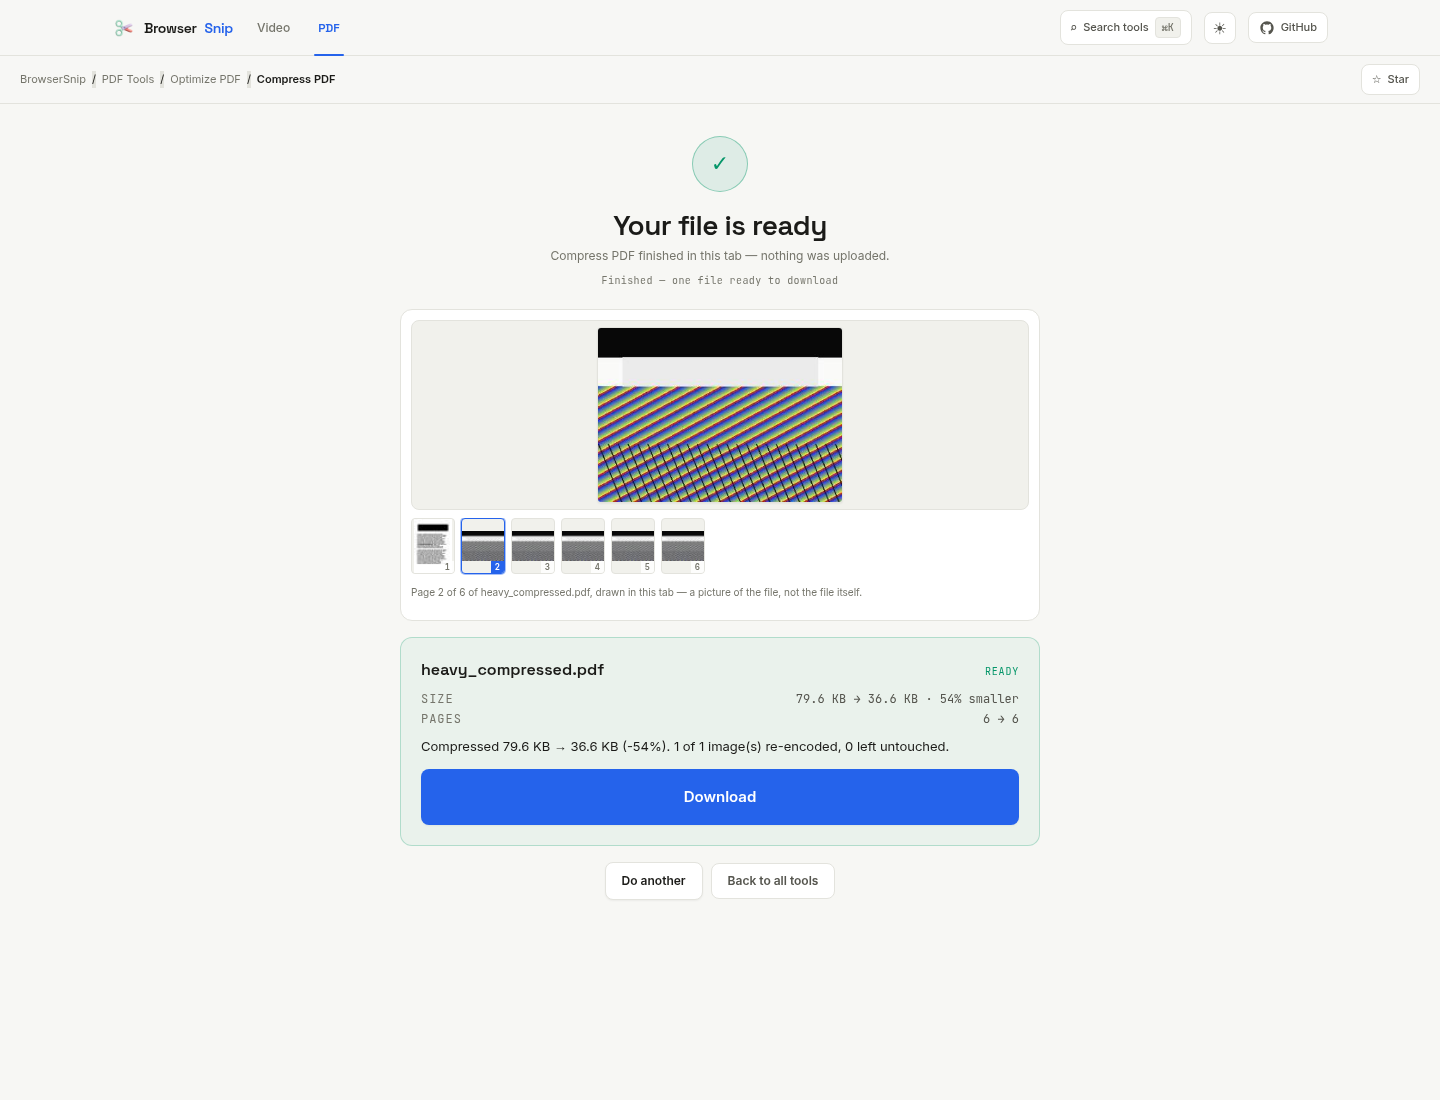 Browser Snip Video PDF Search tools ⌘K GitHub
BrowserSnip / PDF Tools / Optimize PDF / Compress PDF ☆ Star
✓
Your file is ready
Compress PDF finished in this tab — nothing was uploaded.
Finished — one file ready to download
1 2 3 4 5 6
Page 2 of 6 of heavy_compressed.pdf, drawn in this tab — a picture of the file, not the file itself.
heavy_compressed.pdf READY
SIZE 79.6 KB → 36.6 KB · 54% smaller
PAGES 6 → 6
Compressed 79.6 KB → 36.6 KB (-54%). 1 of 1 image(s) re-encoded, 0 left untouched.
Download
Do another Back to all tools